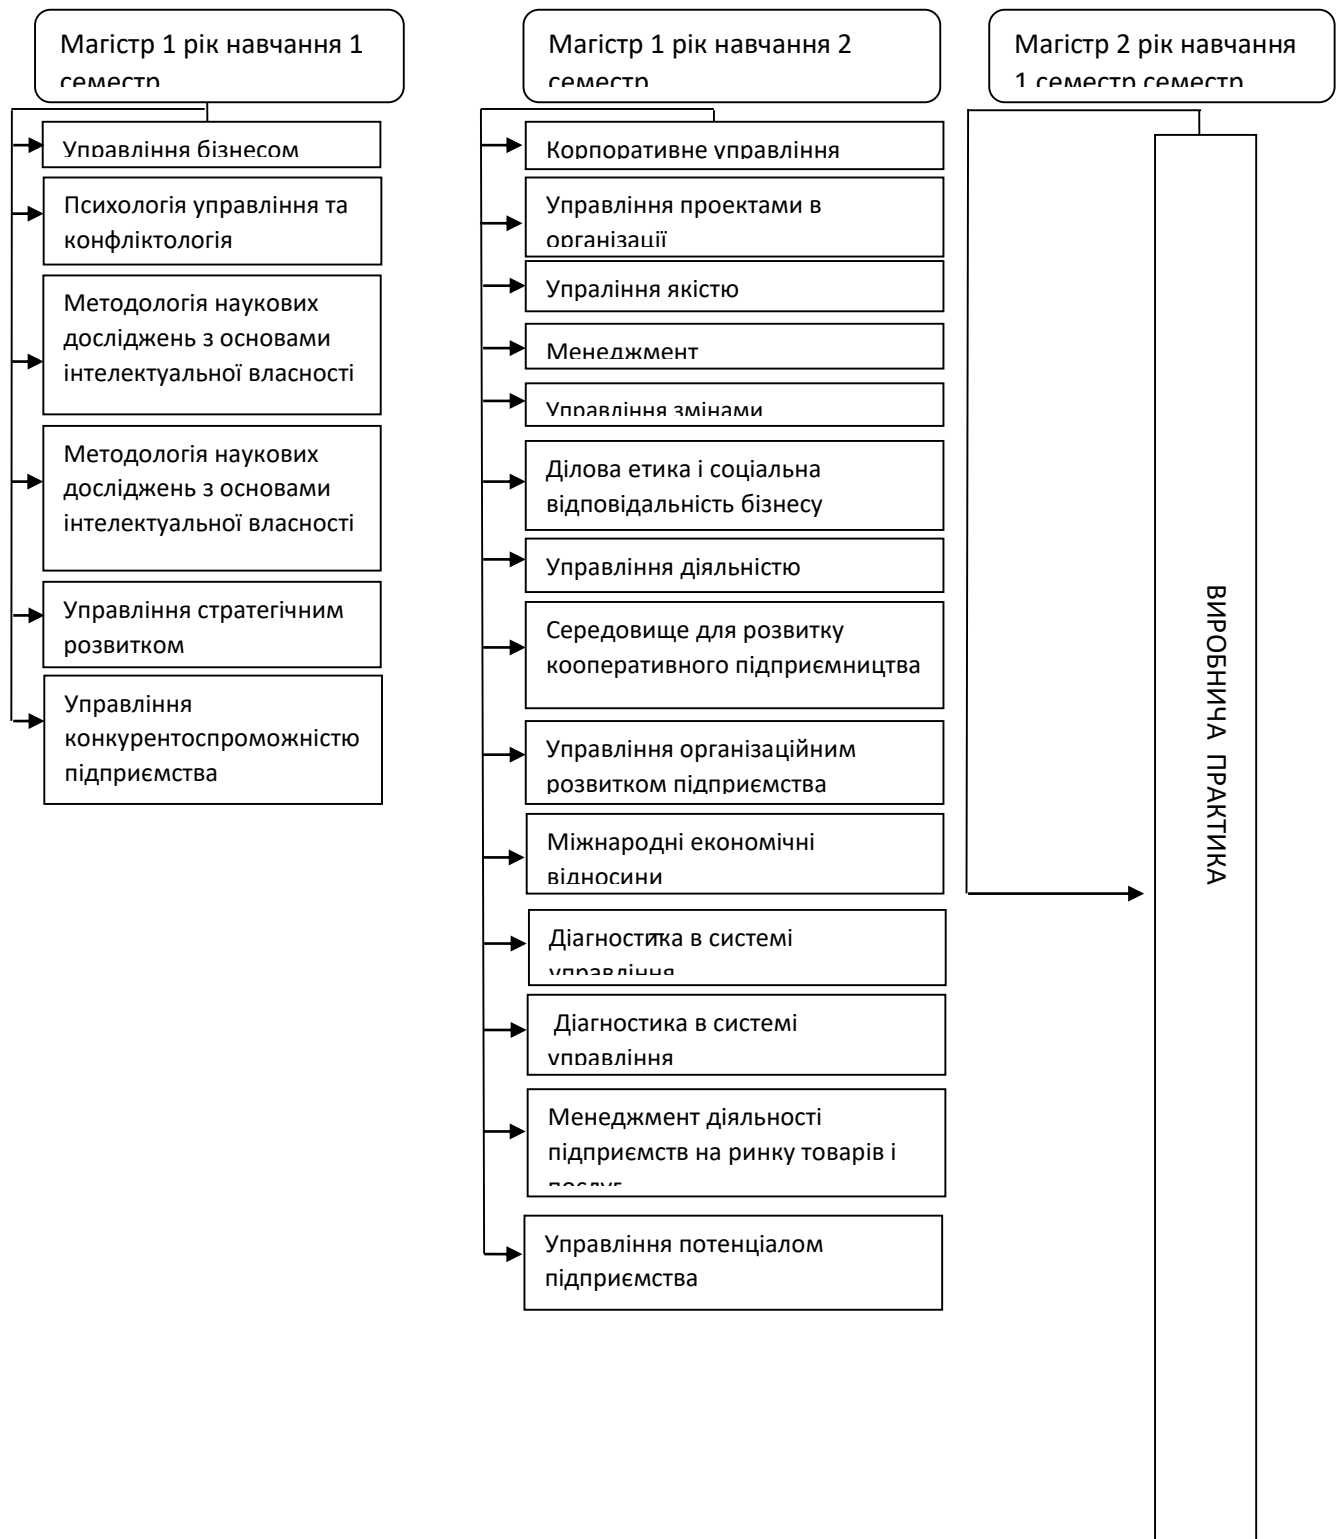 Магістр 1 рік навчання 1
семестр
Управління бізнесом
Психологія управління та
конфліктологія
Методологія наукових
досліджень з основами
інтелектуальної власності
Методологія наукових
досліджень з основами
інтелектуальної власності
Управління стратегічним
розвитком
Управління
конкурентоспроможністю
підприємства
Магістр 1 рік навчання 2
семестр
Корпоративне управління
Управління проектами в
організації
Упраління якістю
Менеджмент
Управління змінами
Ділова етика і соціальна
відповідальність бізнесу
Управління діяльністю
Середовище для розвитку
кооперативного підприємництва
Управління організаційним
розвитком підприємства
Міжнародні економічні
відносини
Діагностика в системі
управління
Діагностика в системі
управління
Менеджмент діяльності
підприємств на ринку товарів і
послуг
Управління потенціалом
підприємства
Магістр 2 рік навчання
1 семестр семестр
ВИРОБНИЧА ПРАКТИКА